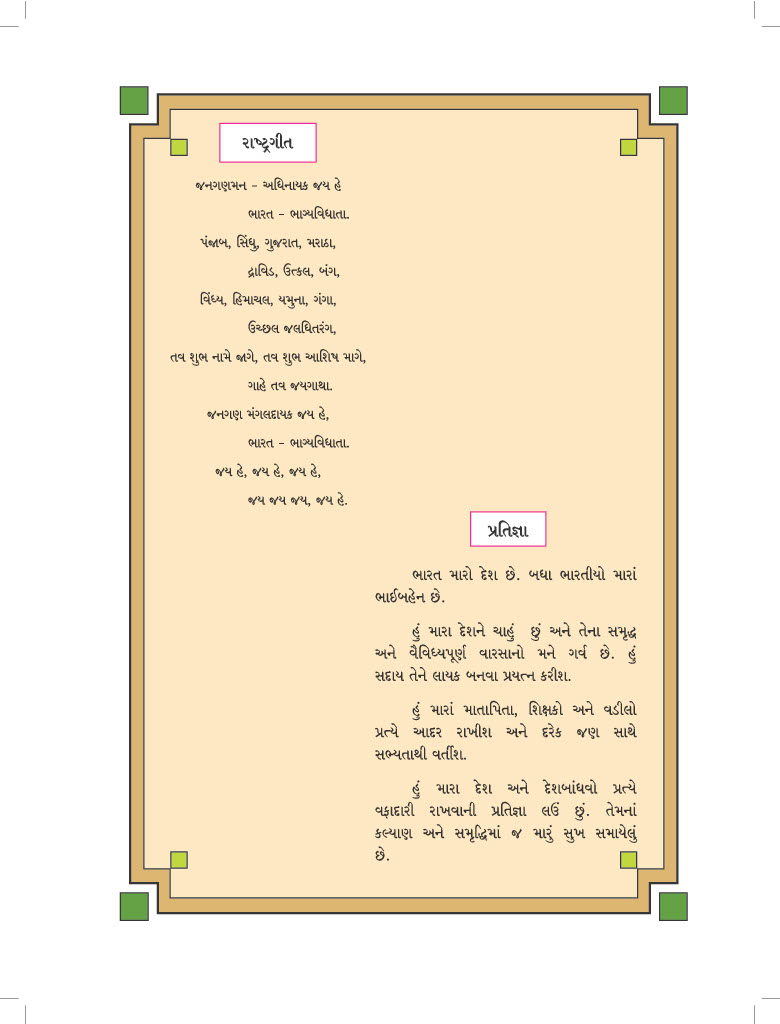 રાષ્ટ્રગીત
જનગણમન – અધિનાયક જય હે
ભારત – ભાગ્યવિધાતા.
પંજાબ, સિંધુ, ગુજરાત, મરાઠા,
દ્રાવિડ, ઉત્કલ, બંગ,
વિંધ્ય, હિમાચલ, યમુના, ગંગા,
ઉચ્છલ જલધિતરંગ,
તવ શુભ નામે જાગે, તવ શુભ આશિષ માગે,
ગાહે તવ જયગાથા.
જનગણ મંગલદાયક જય હે,
ભારત – ભાગ્યવિધાતા.
જય હે, જય હે, જય હે,
જય જય જય, જય હે.
પ્રતિજ્ઞા
ભારત મારો દેશ છે. બધા ભારતીયો મારાં
ભાઈબહેન છે.
હું મારા દેશને ચાહું છું અને તેના સમૃદ્ધ
અને વૈવિધ્યપૂર્ણ વારસાનો મને ગર્વ છે. હું
સદાય તેને લાયક બનવા પ્રયત્ન કરીશ.
હું મારાં માતાપિતા, શિક્ષકો અને વડીલો
પ્રત્યે આદર રાખીશ અને દરેક જણ સાથે
સભ્યતાથી વર્તીશ.
હું મારા દેશ અને દેશબાંધવો પ્રત્યે
વફાદારી રાખવાની પ્રતિજ્ઞા લઉં છું. તેમનાં
કલ્યાણ અને સમૃદ્ધિમાં જ મારું સુખ સમાયેલું
છે.